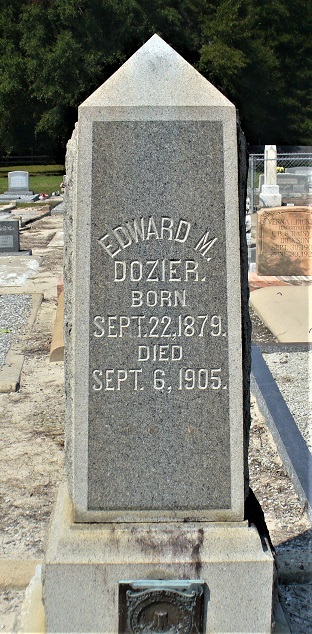 EDWARD M.
DOZIER.
BORN
SEPT. 22, 1879.
DIED
SEPT. 6, 1905.